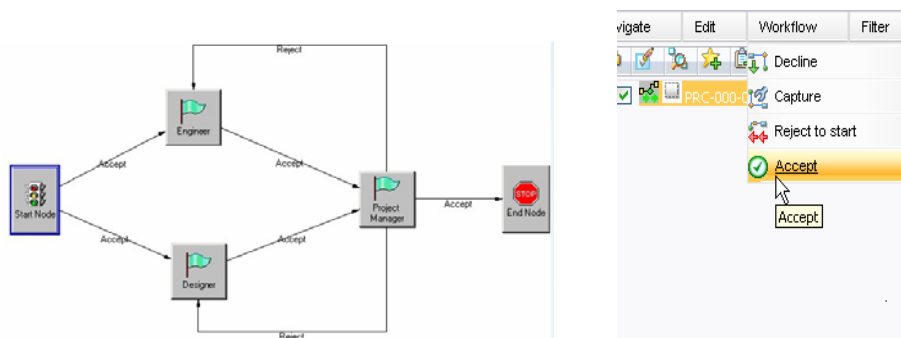 Reject
Engineer
Accept
Accept
Start Node
Project
Manager
Accept
STOP
End Node
Accept
Accept
Designer
Reject
vigate Edit Workflow Filter
Decline
PRC-000-0
Capture
Reject to start
Accept
Accept